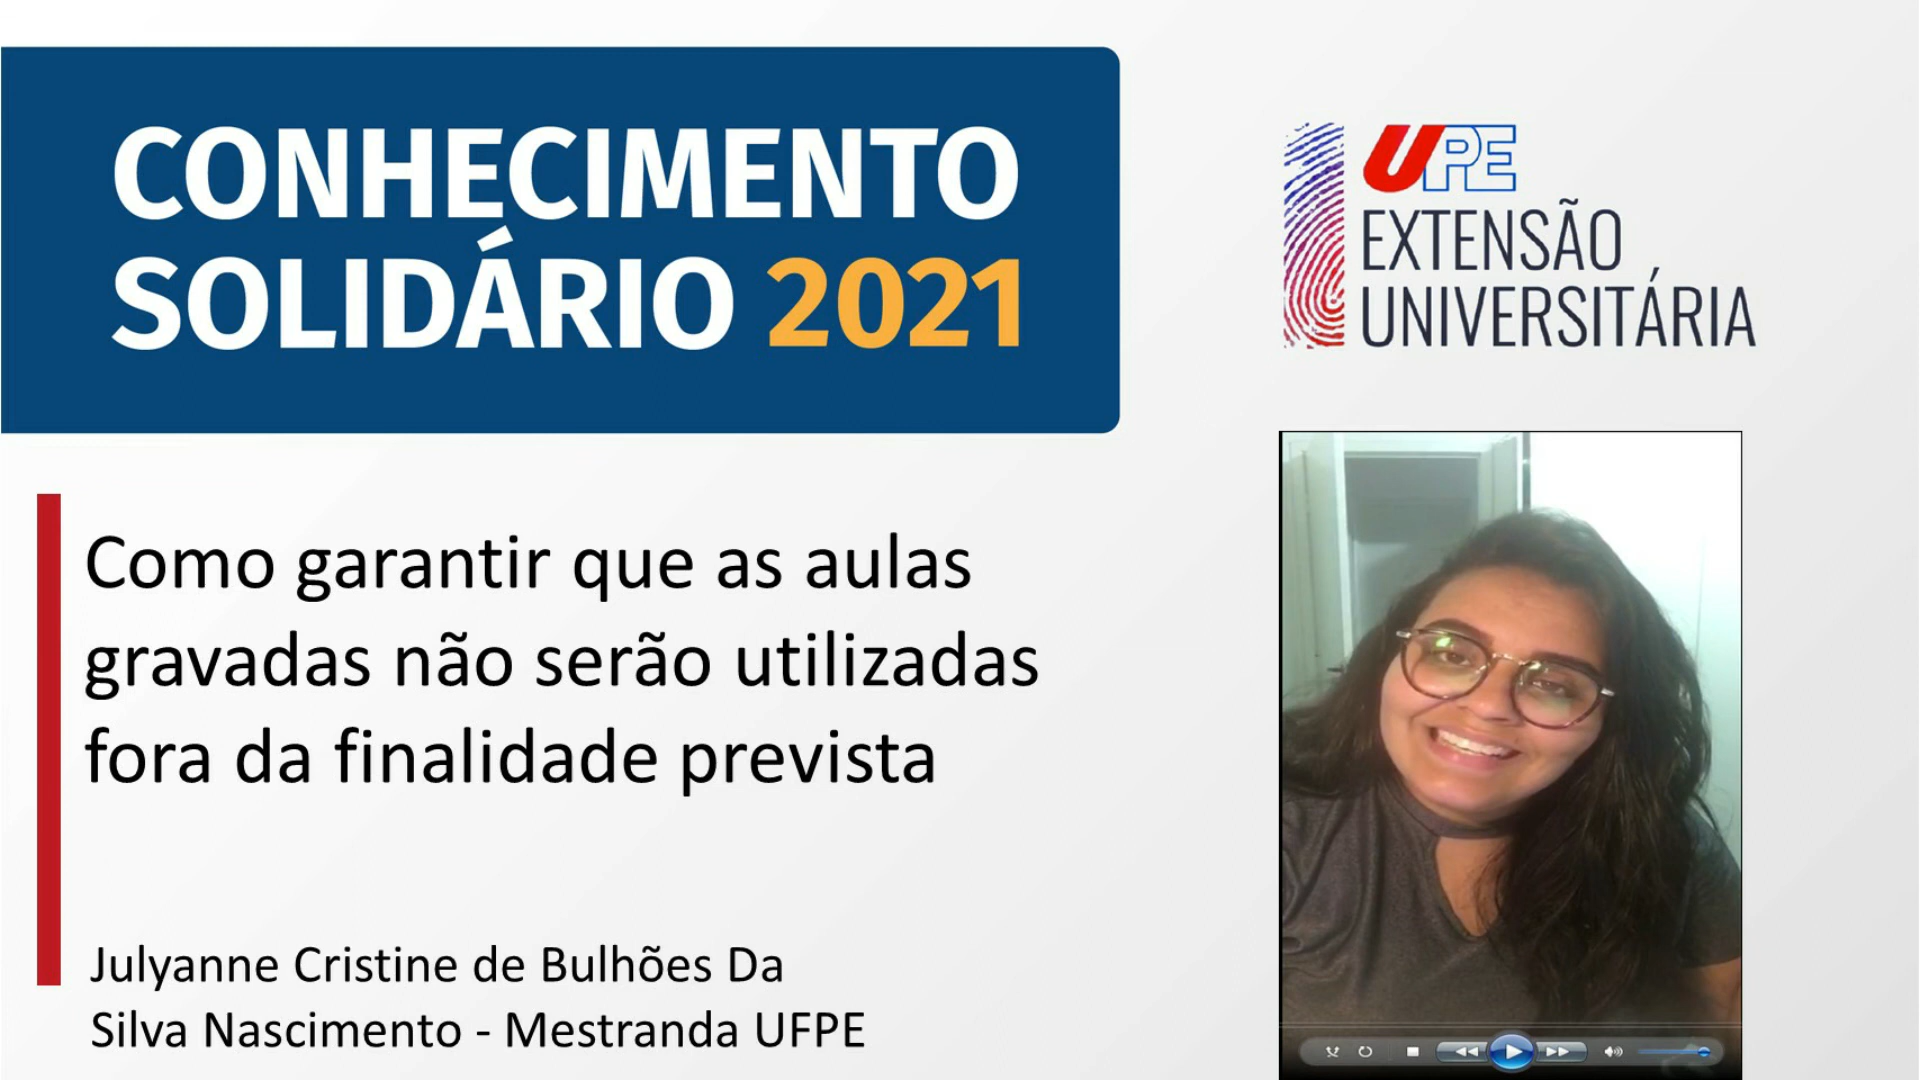 CONHECIMENTO
SOLIDÁRIO 2021
UPE
EXTENSÃO
UNIVERSITÁRIA
Como garantir que as aulas
gravadas não serão utilizadas
fora da finalidade prevista
Julyanne Cristine de Bulhões Da
Silva Nascimento - Mestranda UFPE